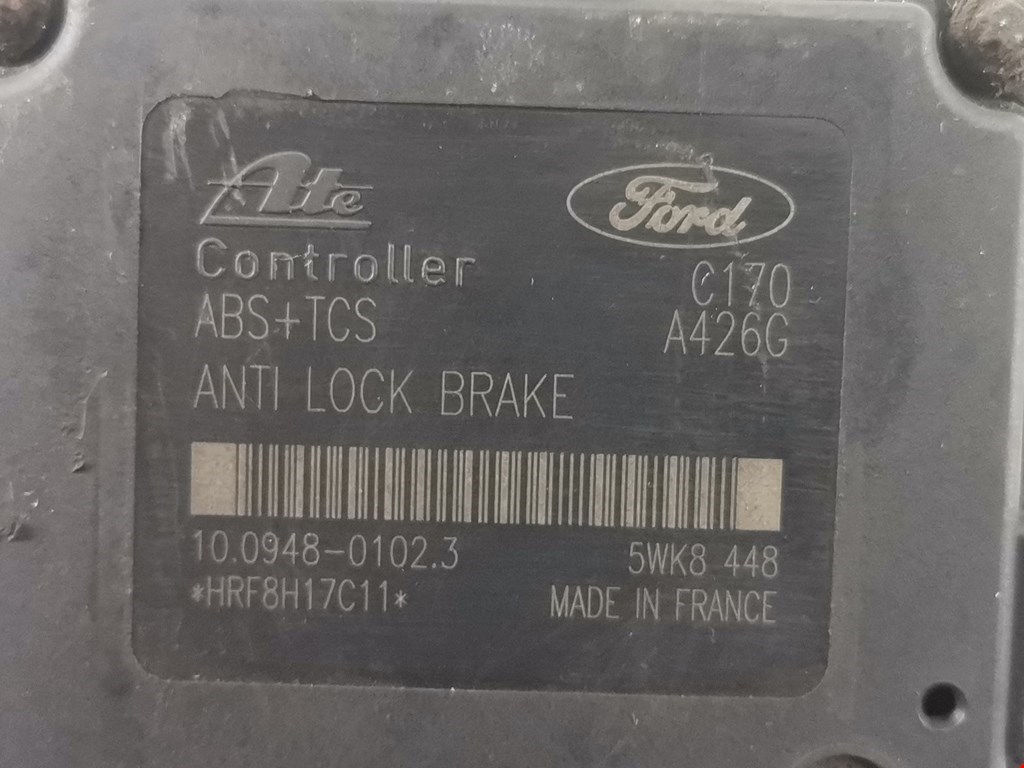 Ate Ford
Controller C170
ABS+TCS A426G
ANTI LOCK BRAKE
10.0948-0102.3 5WK8 448
*HRF8H17C11* MADE IN FRANCE